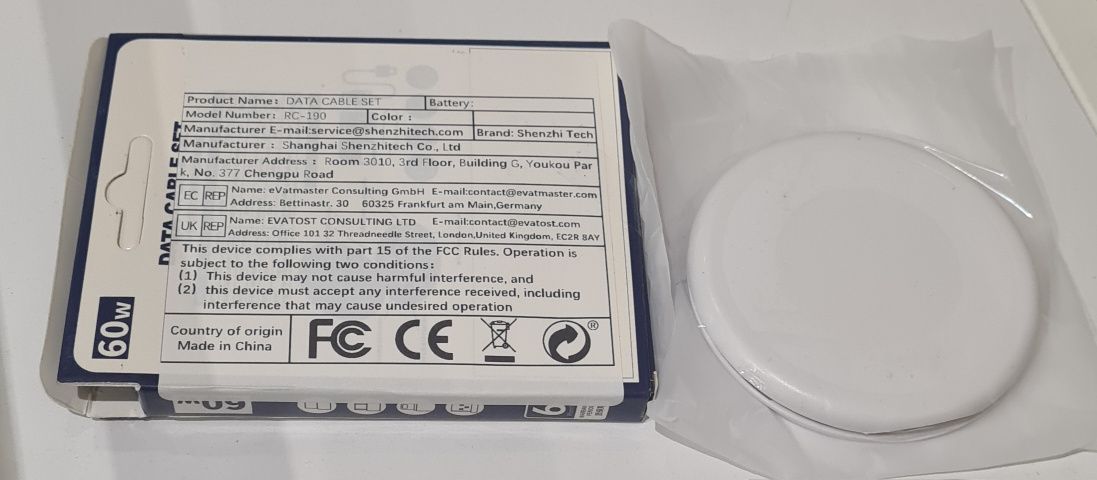 Product Name: DATA CABLE SET Battery:
Model Number: RC-190 Color :
Manufacturer E-mail:service@shenzhitech.com Brand: Shenzhi Tech
Manufacturer : Shanghai Shenzhitech Co., Ltd
Manufacturer Address : Room 3010, 3rd Floor, Building G, Youkou Par
k, No. 377 Chengpu Road
EC REP Name: eVatmaster Consulting GmbH E-mail:contact@evatmaster.com
Address: Bettinastr. 30 60325 Frankfurt am Main,Germany
UK REP Name: EVATOST CONSULTING LTD E-mail:contact@evatost.com
Address: Office 101 32 Threadneedle Street, London,United Kingdom, EC2R 8AY
This device complies with part 15 of the FCC Rules. Operation is
subject to the following two conditions:
(1) This device may not cause harmful interference, and
(2) this device must accept any interference received, including
interference that may cause undesired operation
Country of origin
Made in China
FC CE ®
DATA CABLE SET
60W
60W